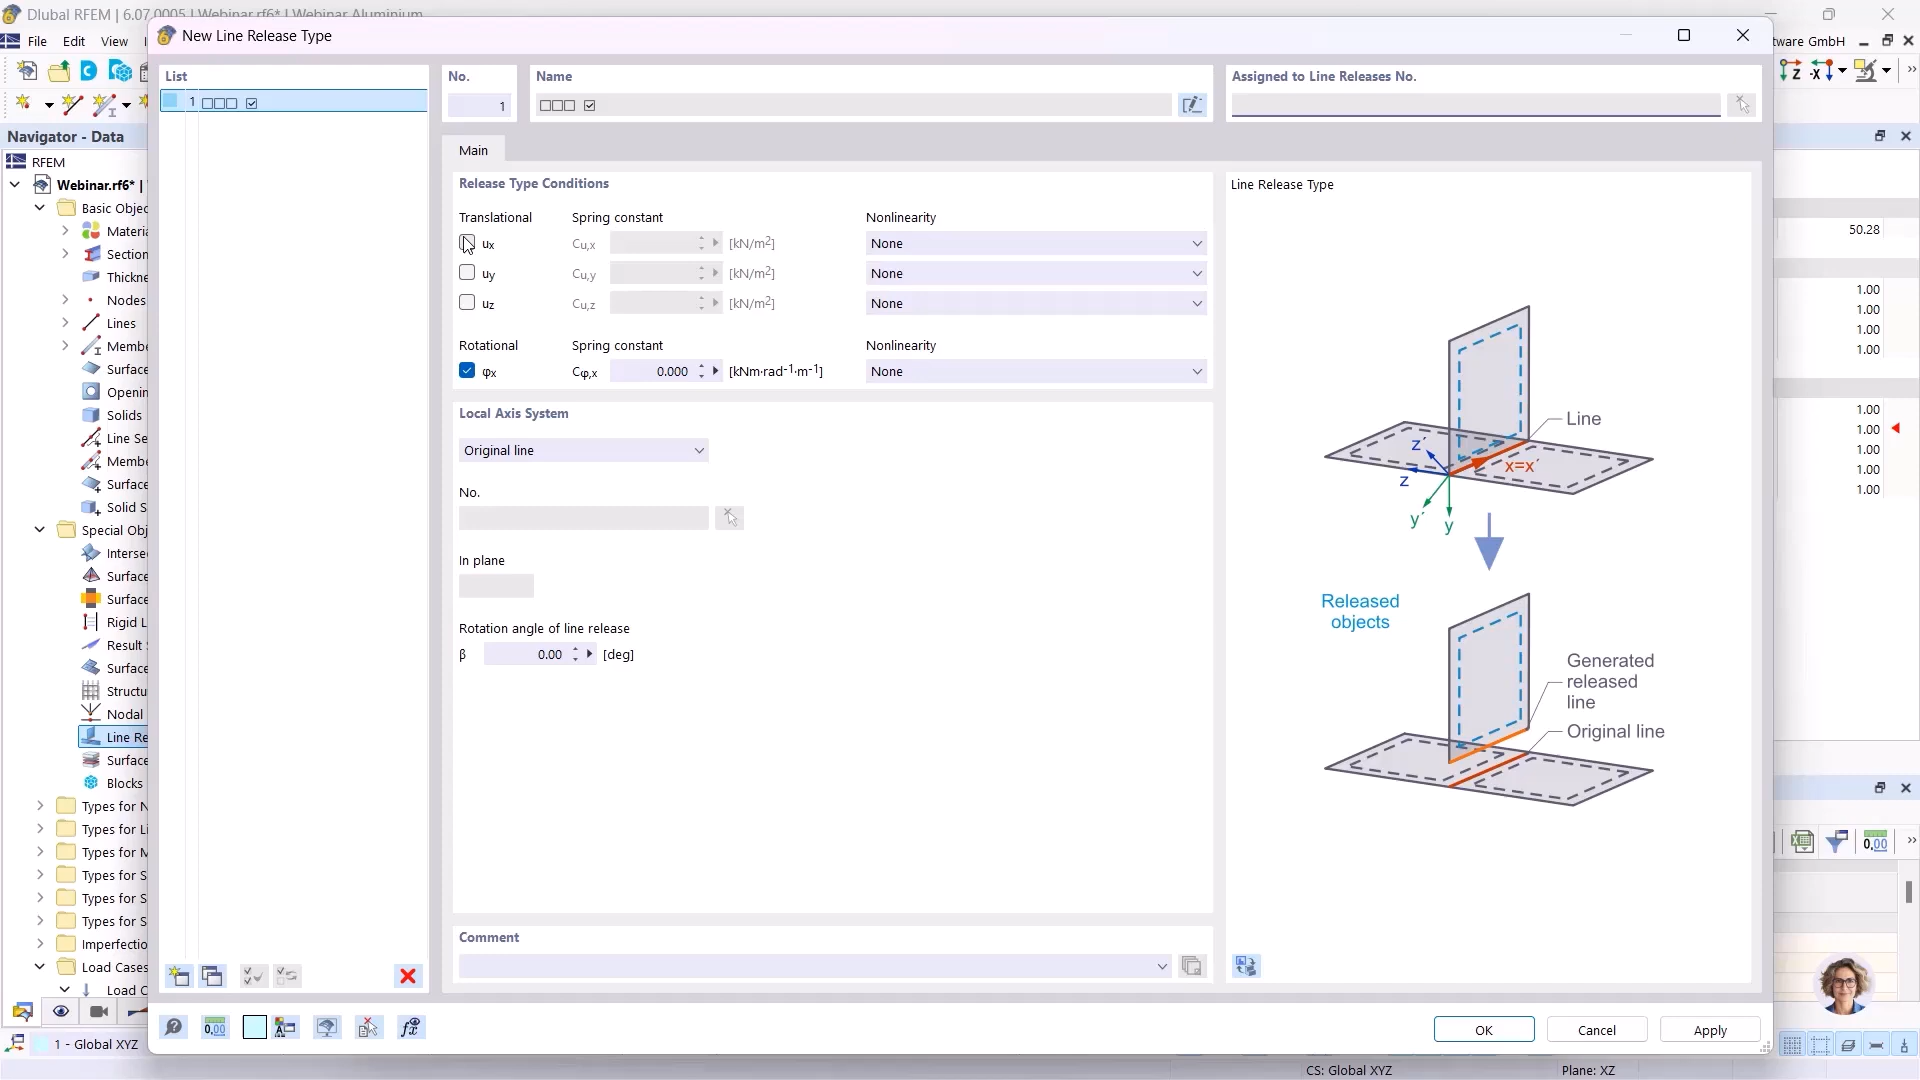 Dlubal RFEM | 6.07.0005 | Webinar.rf6* | Webinar Aluminium
File Edit View
tware GmbH
New Line Release Type
List
1
No.
1
Name
Assigned to Line Releases No.
Navigator - Data
RFEM
Webinar.rf6* |
Basic Objec
Materia
Section
Thickne
Nodes
Lines
Membe
Surface
Openin
Solids
Line Se
Membe
Surface
Solid S
Special Obj
Interse
Surface
Surface
Rigid L
Result
Surface
Structu
Nodal
Line Re
Surface
Blocks
Types for N
Types for Li
Types for M
Types for S
Types for S
Types for S
Imperfectio
Load Cases
Load C
1 - Global XYZ
Main
Release Type Conditions
Translational Spring constant Nonlinearity
ux Cu,x [kN/m2] None
uy Cu,y [kN/m2] None
uz Cu,z [kN/m2] None
Rotational Spring constant Nonlinearity
φx Cφ,x 0.000 [kNm·rad-1·m-1] None
Local Axis System
Original line
No.
In plane
Rotation angle of line release
β 0.00 [deg]
Comment
Line Release Type
Line
z´
x=x´
z
y´
y
Released
objects
Generated
released
line
Original line
50.28
1.00
1.00
1.00
1.00
1.00
1.00
1.00
1.00
1.00
0,00
0,00
OK Cancel Apply
CS: Global XYZ Plane: XZ